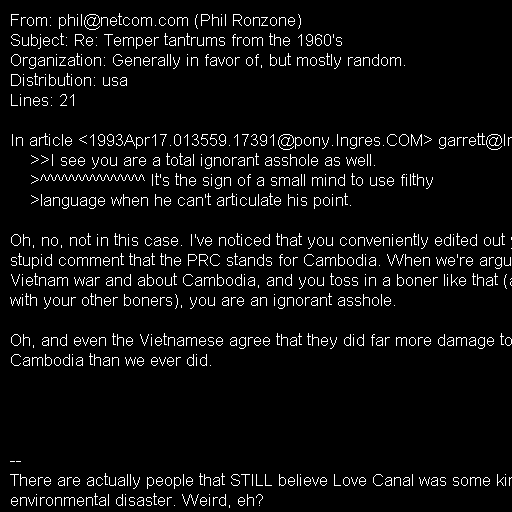 From: phil@netcom.com (Phil Ronzone)
Subject: Re: Temper tantrums from the 1960's
Organization: Generally in favor of, but mostly random.
Distribution: usa
Lines: 21
In article <1993Apr17.013559.17391@pony.Ingres.COM>
>>I see you are a total ignorant asshole as well.
>^^^^^^^^^^^^^^^ It's the sign of a small mind to use filthy
>language when he can't articulate his point.
Oh, no, not in this case. I've noticed that you conveniently edited out
stupid comment that the PRC stands for Cambodia. When we're
Vietnam war and about Cambodia, and you toss in a boner like that
with your other boners), you are an ignorant asshole.
Oh, and even the Vietnamese agree that they did far more damage to
Cambodia than we ever did.
--
There are actually people that STILL believe Love Canal was some
environmental disaster. Weird, eh?